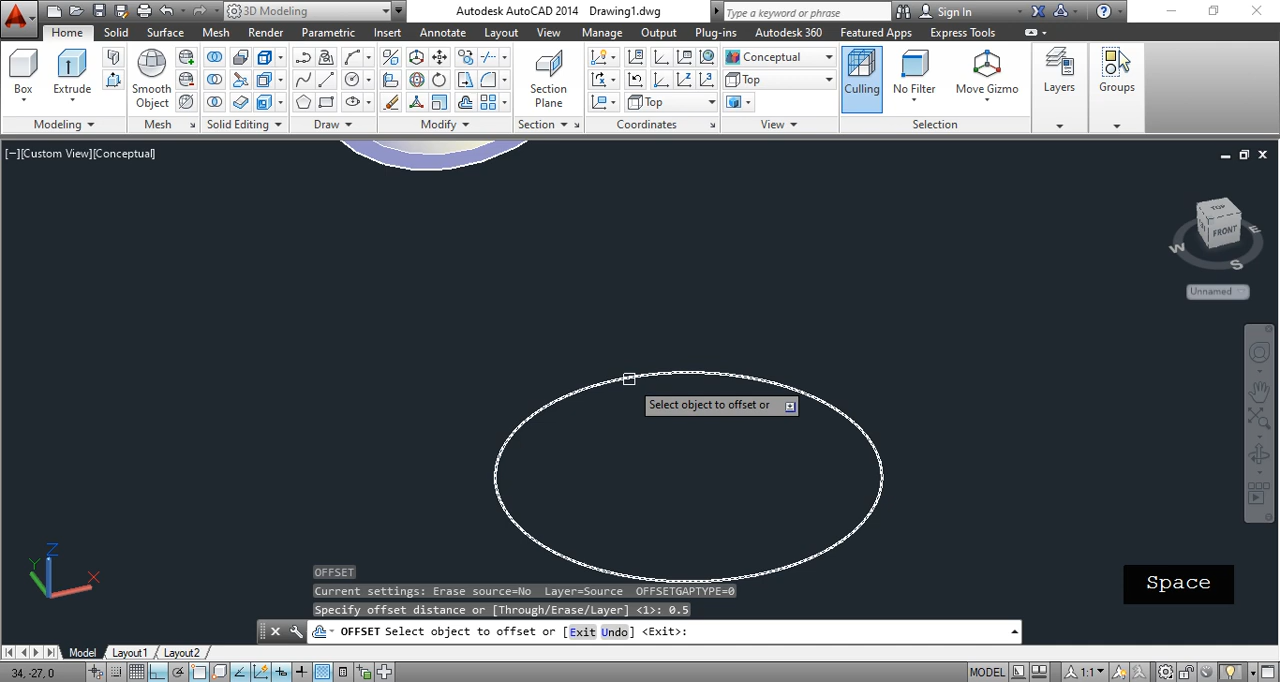 3D Modeling
Autodesk AutoCAD 2014 Drawing1.dwg
Type a keyword or phrase
Sign In
Home Solid Surface Mesh Render Parametric Insert Annotate Layout View Manage Output Plug-ins Autodesk 360 Featured Apps Express Tools
Box
Extrude
Smooth
Object
Section
Plane
Conceptual
Top
Top
Culling
No Filter
Move Gizmo
Layers
Groups
Modeling
Mesh
Solid Editing
Draw
Modify
Section
Coordinates
View
Selection
[−][Custom View][Conceptual]
TOP
FRONT
W
E
S
Unnamed
Select object to offset or
Z
Y
X
OFFSET
Current settings: Erase source=No Layer=Source OFFSETGAPTYPE=0
Specify offset distance or [Through/Erase/Layer] <1>: 0.5
OFFSET Select object to offset or [Exit Undo] <Exit>:
Space
Model Layout1 Layout2
34, -27, 0
MODEL
1:1